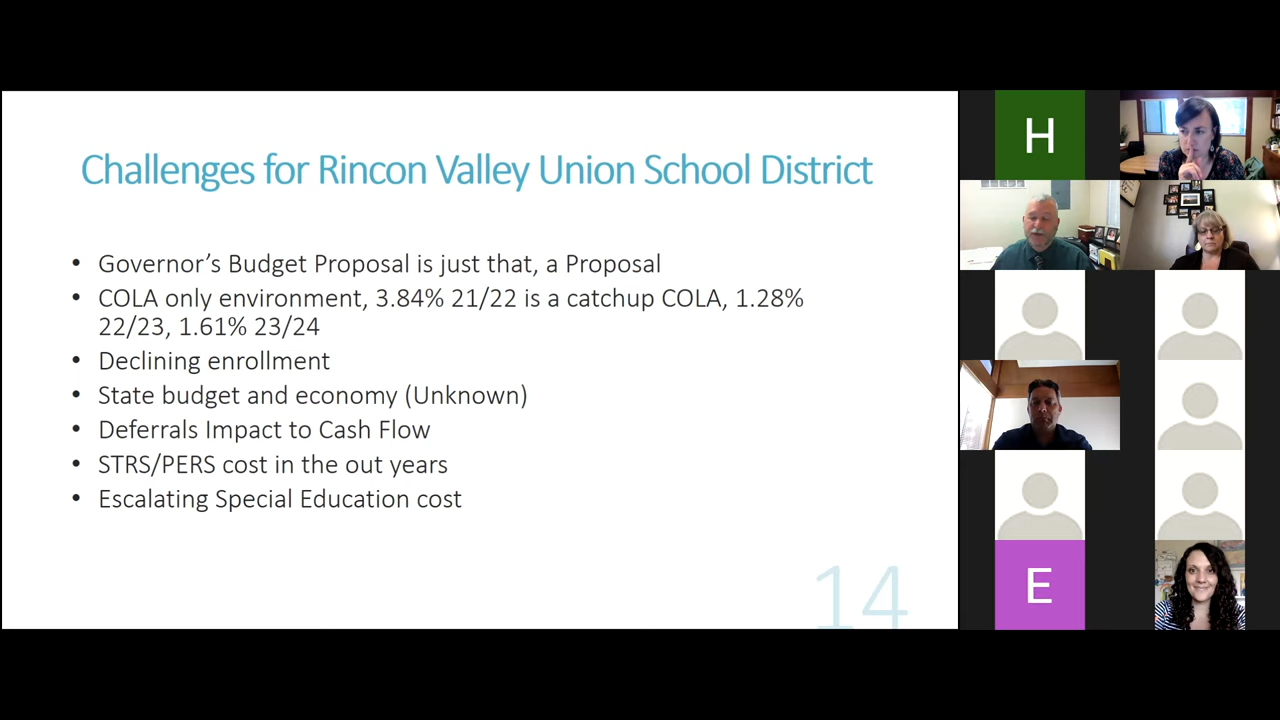 Challenges for Rincon Valley Union School District
• Governor’s Budget Proposal is just that, a Proposal
• COLA only environment, 3.84% 21/22 is a catchup COLA, 1.28%
22/23, 1.61% 23/24
• Declining enrollment
• State budget and economy (Unknown)
• Deferrals Impact to Cash Flow
• STRS/PERS cost in the out years
• Escalating Special Education cost
14
H
E